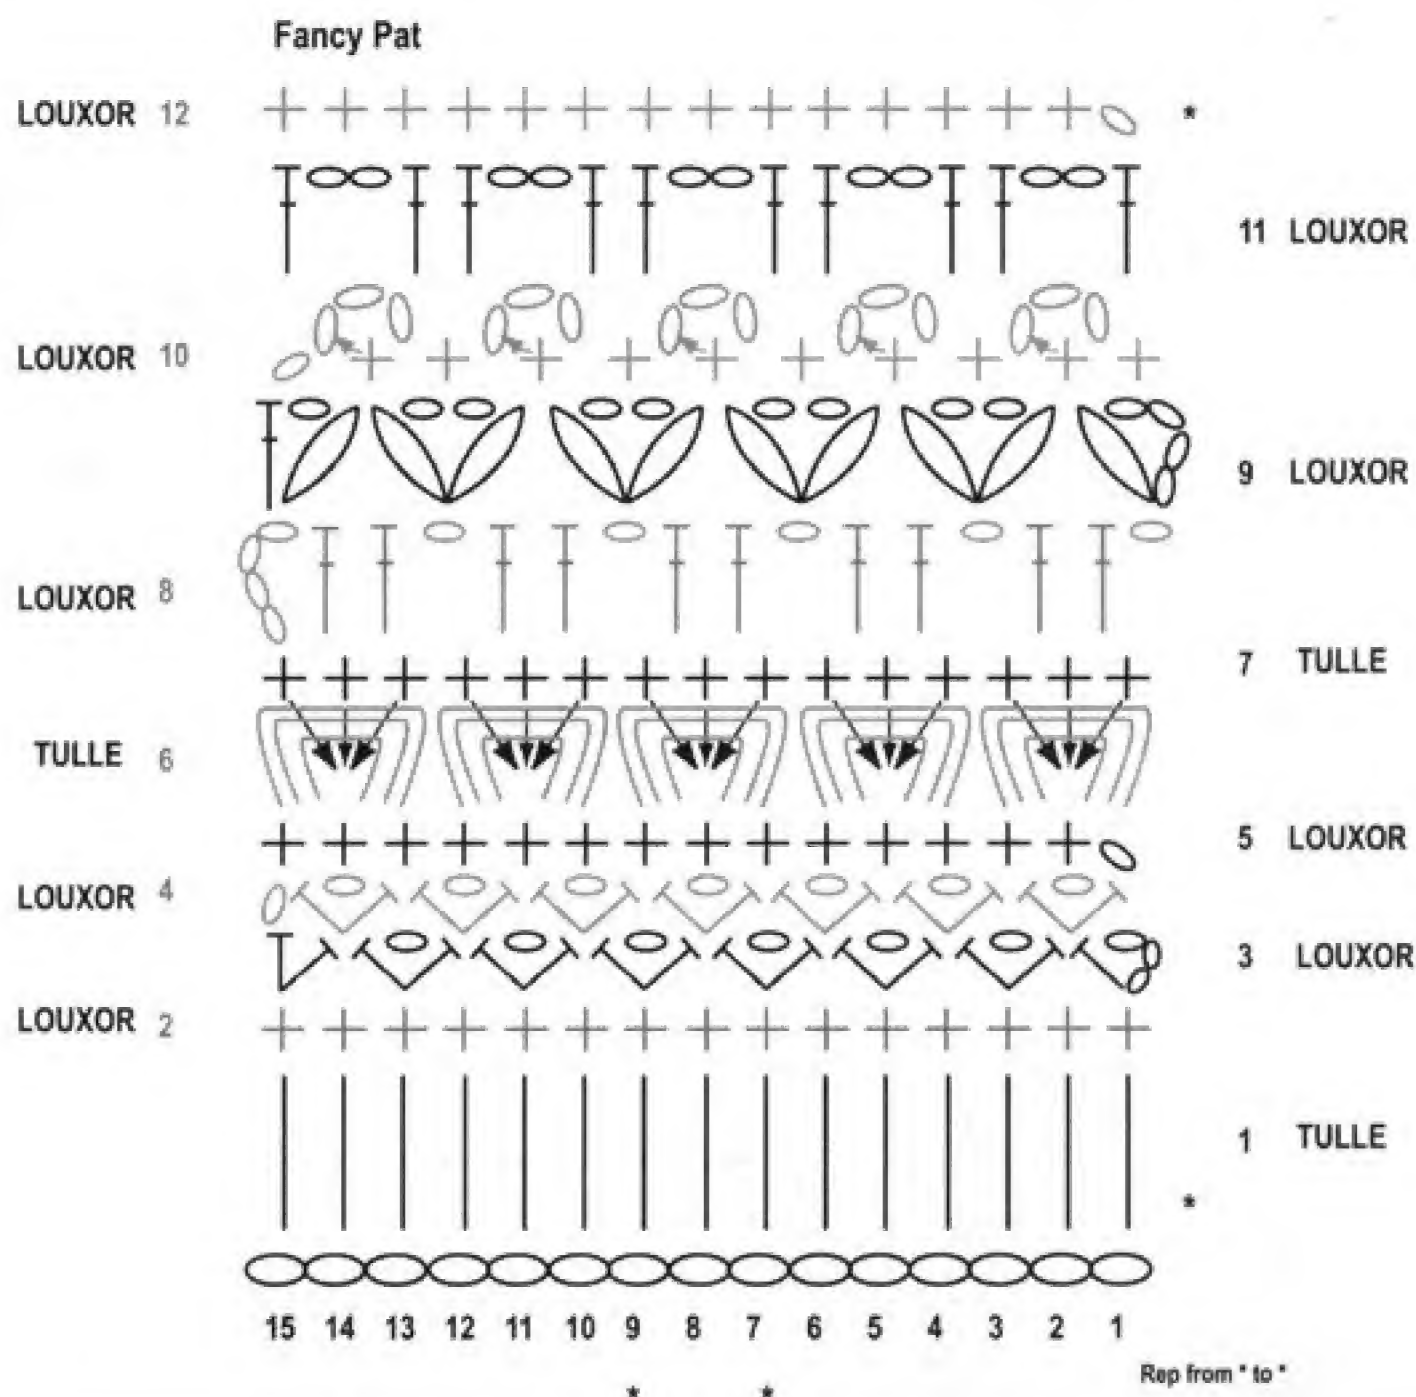 Fancy Pat
LOUXOR 12 *
11 LOUXOR
LOUXOR 10
9 LOUXOR
LOUXOR 8
7 TULLE
TULLE 6
5 LOUXOR
LOUXOR 4
3 LOUXOR
LOUXOR 2
1 TULLE
*
15 14 13 12 11 10 9 8 7 6 5 4 3 2 1
Rep from * to *
* *